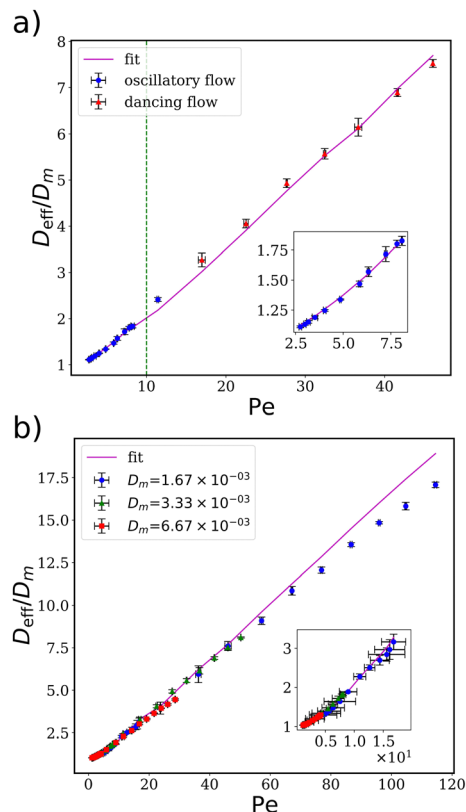 a)
8
7
6
5
4
3
2
1
D_eff/D_m
fit
oscillatory flow
dancing flow
1.75
1.50
1.25
2.5 5.0 7.5
10 20 30 40
Pe
b)
17.5
15.0
12.5
10.0
7.5
5.0
2.5
D_eff/D_m
fit
D_m=1.67 × 10^{-03}
D_m=3.33 × 10^{-03}
D_m=6.67 × 10^{-03}
3
2
1
0.5 1.0 1.5
×10^1
0 20 40 60 80 100 120
Pe